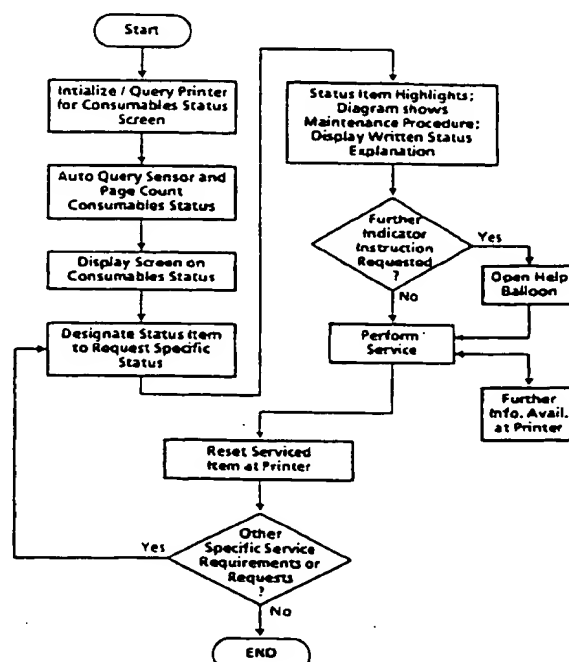 Start
Intialize / Query Printer
for Consumables Status
Screen
Auto Query Sensor and
Page Count
Consumables Status
Display Screen on
Consumables Status
Designate Status Item
to Request Specific
Status
Status Item Highlights;
Diagram shows
Maintenance Procedure;
Display Written Status
Explanation
Further
Indicator
Instruction
Requested
?
Yes
No
Open Help
Balloon
Perform
Service
Further
Info. Avail.
at Printer
Reset Serviced
Item at Printer
Other
Specific Service
Requirements or
Requests
?
Yes
No
END